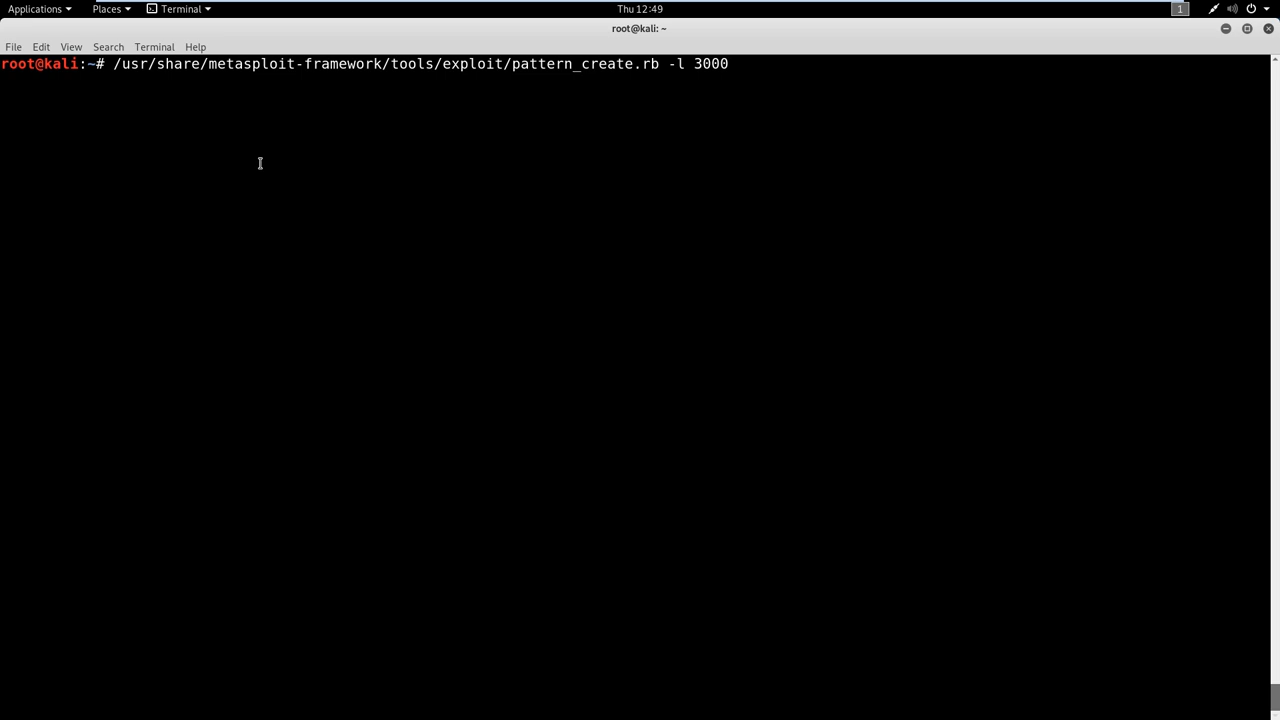 Applications Places Terminal Thu 12:49 1
root@kali: ~
File Edit View Search Terminal Help
root@kali:~# /usr/share/metasploit-framework/tools/exploit/pattern_create.rb -l 3000